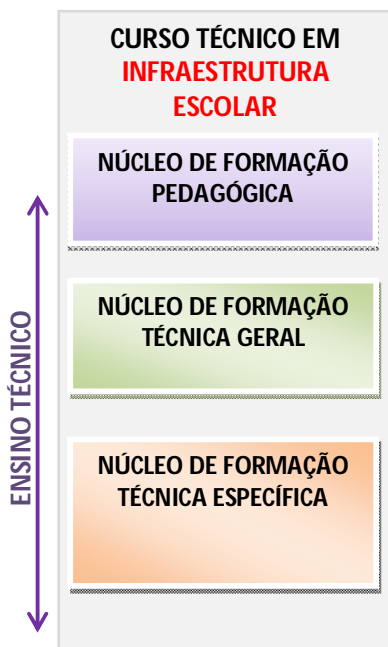 CURSO TÉCNICO EM
INFRAESTRUTURA
ESCOLAR
NÚCLEO DE FORMAÇÃO
PEDAGÓGICA
NÚCLEO DE FORMAÇÃO
TÉCNICA GERAL
NÚCLEO DE FORMAÇÃO
TÉCNICA ESPECÍFICA
ENSINO TÉCNICO